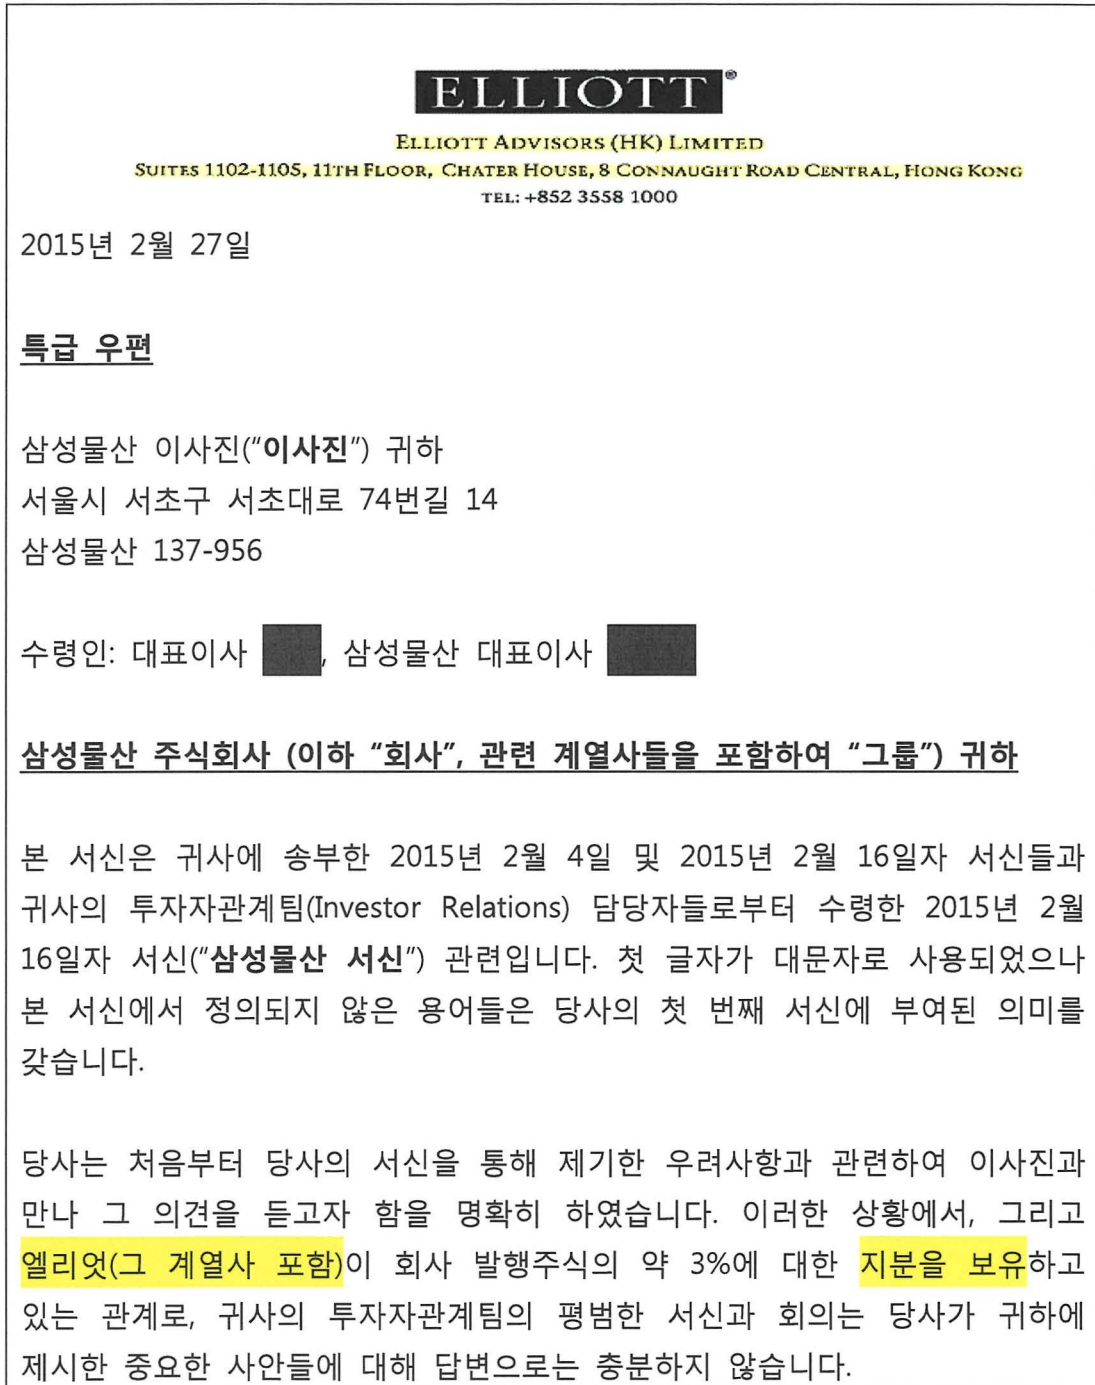 ELLIOTT®
ELLIOTT ADVISORS (HK) LIMITED
SUITES 1102-1105, 11TH FLOOR, CHATER HOUSE, 8 CONNAUGHT ROAD CENTRAL, HONG KONG
TEL: +852 3558 1000
2015년 2월 27일
특급 우편
삼성물산 이사진("이사진") 귀하
서울시 서초구 서초대로 74번길 14
삼성물산 137-956
수령인: 대표이사 , 삼성물산 대표이사
삼성물산 주식회사 (이하 "회사", 관련 계열사들을 포함하여 "그룹") 귀하
본 서신은 귀사에 송부한 2015년 2월 4일 및 2015년 2월 16일자 서신들과
귀사의 투자자관계팀(Investor Relations) 담당자들로부터 수령한 2015년 2월
16일자 서신("삼성물산 서신") 관련입니다. 첫 글자가 대문자로 사용되었으나
본 서신에서 정의되지 않은 용어들은 당사의 첫 번째 서신에 부여된 의미를
갖습니다.
당사는 처음부터 당사의 서신을 통해 제기한 우려사항과 관련하여 이사진과
만나 그 의견을 듣고자 함을 명확히 하였습니다. 이러한 상황에서, 그리고
엘리엇(그 계열사 포함)이 회사 발행주식의 약 3%에 대한 지분을 보유하고
있는 관계로, 귀사의 투자자관계팀의 평범한 서신과 회의는 당사가 귀하에
제시한 중요한 사안들에 대해 답변으로는 충분하지 않습니다.